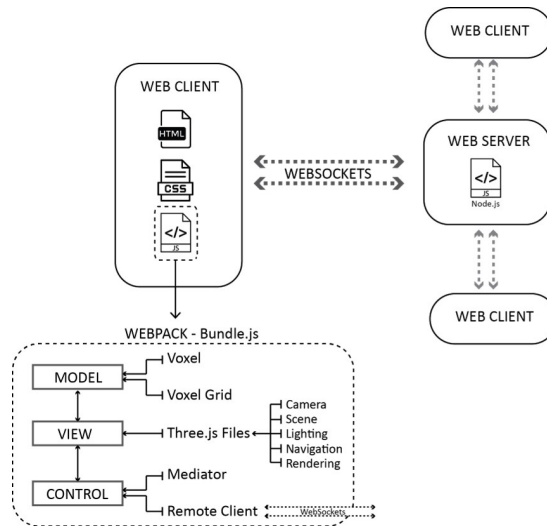 WEB CLIENT
WEB CLIENT
HTML
WEB SERVER
WEBSOCKETS
CSS
</>
JS
Node.js
</>
JS
WEB CLIENT
WEBPACK - Bundle.js
Voxel
MODEL
Voxel Grid
Camera
Scene
VIEW
Three.js Files
Lighting
Navigation
Rendering
Mediator
CONTROL
Remote Client
WebSockets